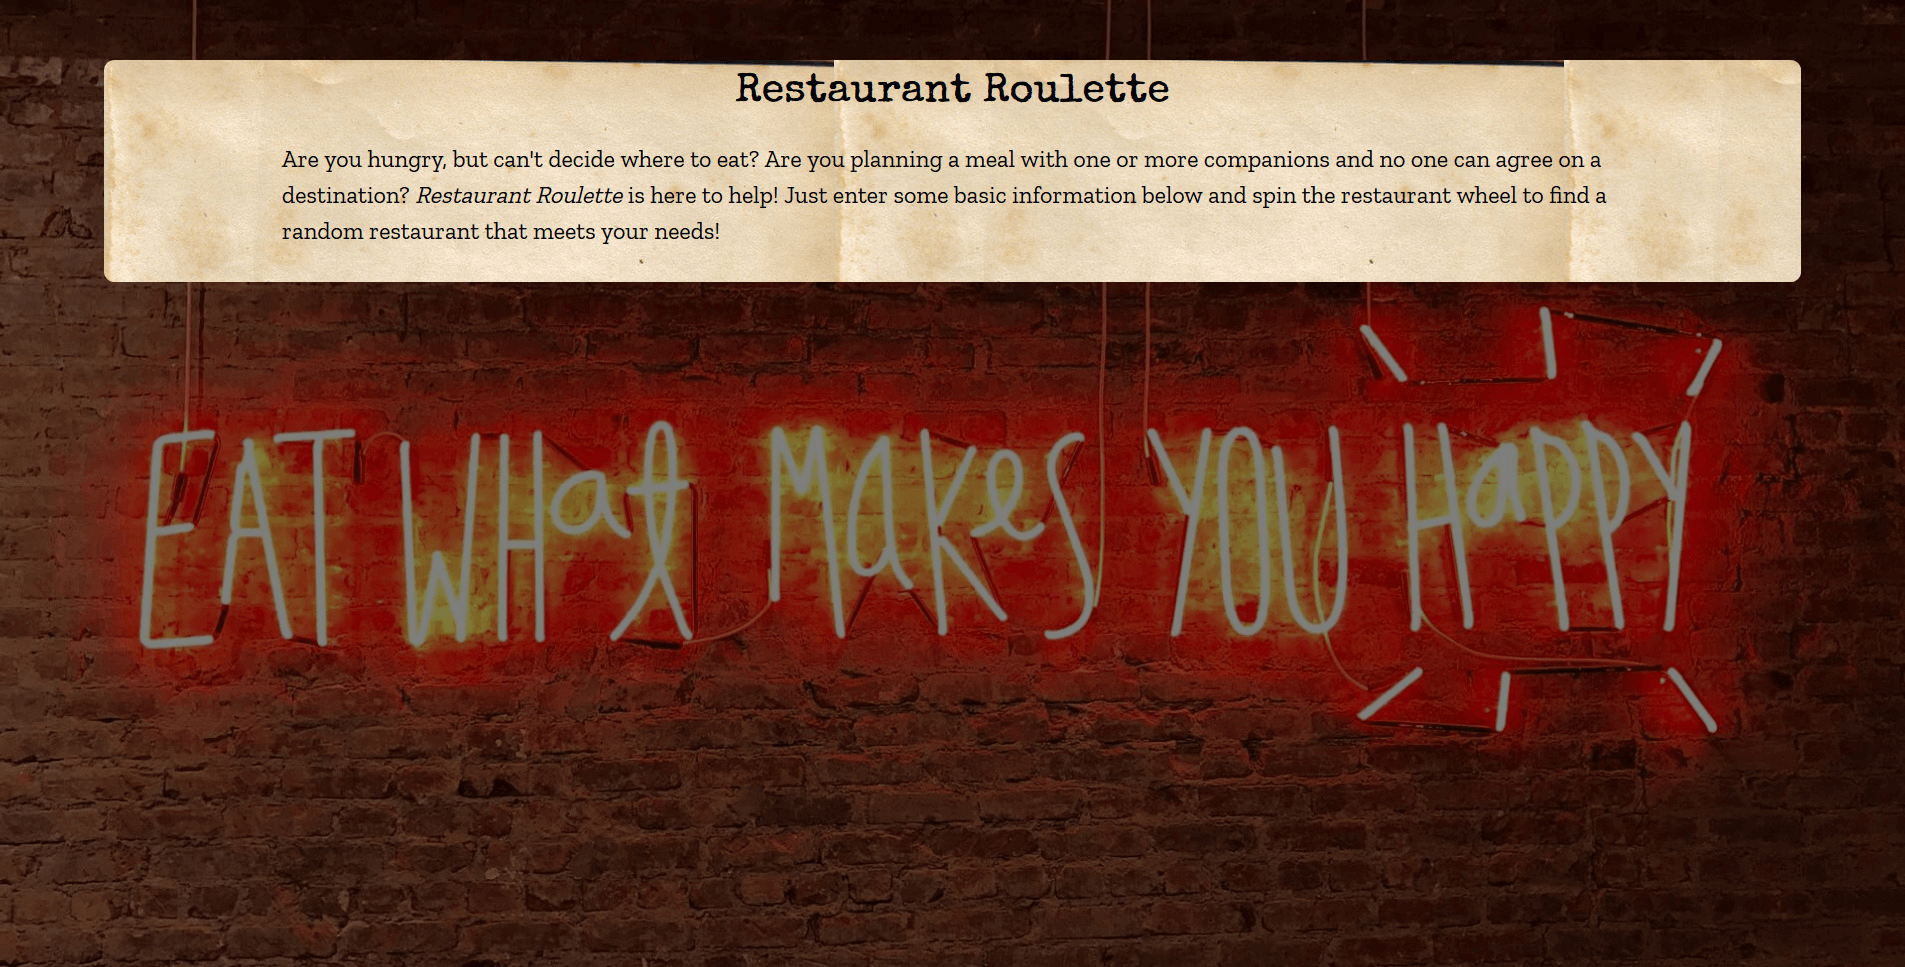 Restaurant Roulette
Are you hungry, but can't decide where to eat? Are you planning a meal with one or more companions and no one can agree on a
destination? Restaurant Roulette is here to help! Just enter some basic information below and spin the restaurant wheel to find a
random restaurant that meets your needs!
EAT WHat Makes YOU HaPPY